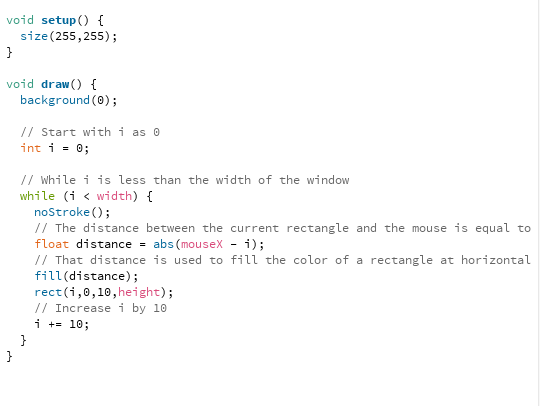 void setup() {
  size(255,255);
}

void draw() {
  background(0);

  // Start with i as 0
  int i = 0;

  // While i is less than the width of the window
  while (i < width) {
    noStroke();
    // The distance between the current rectangle and the mouse is equal to
    float distance = abs(mouseX - i);
    // That distance is used to fill the color of a rectangle at horizontal
    fill(distance);
    rect(i,0,10,height);
    // Increase i by 10
    i += 10;
  }
}